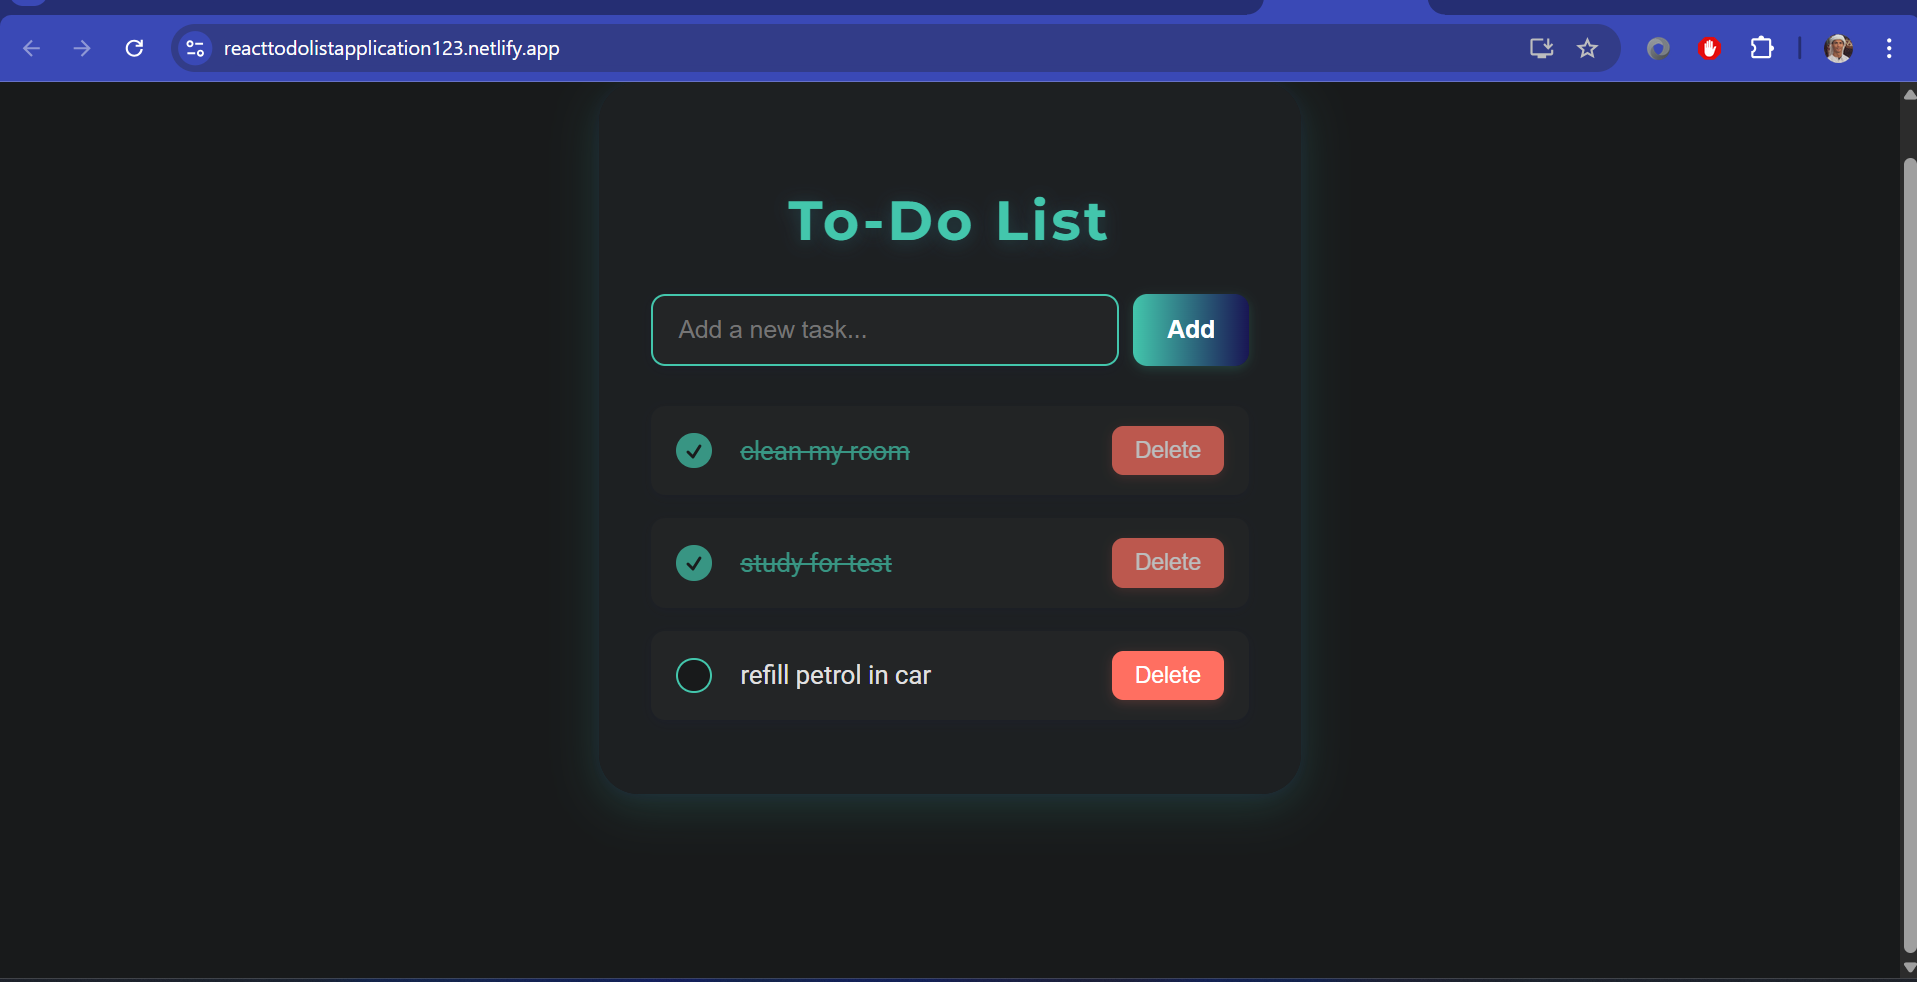 reacttodolistapplication123.netlify.app
To-Do List
Add a new task...
Add
clean my room
Delete
study for test
Delete
refill petrol in car
Delete